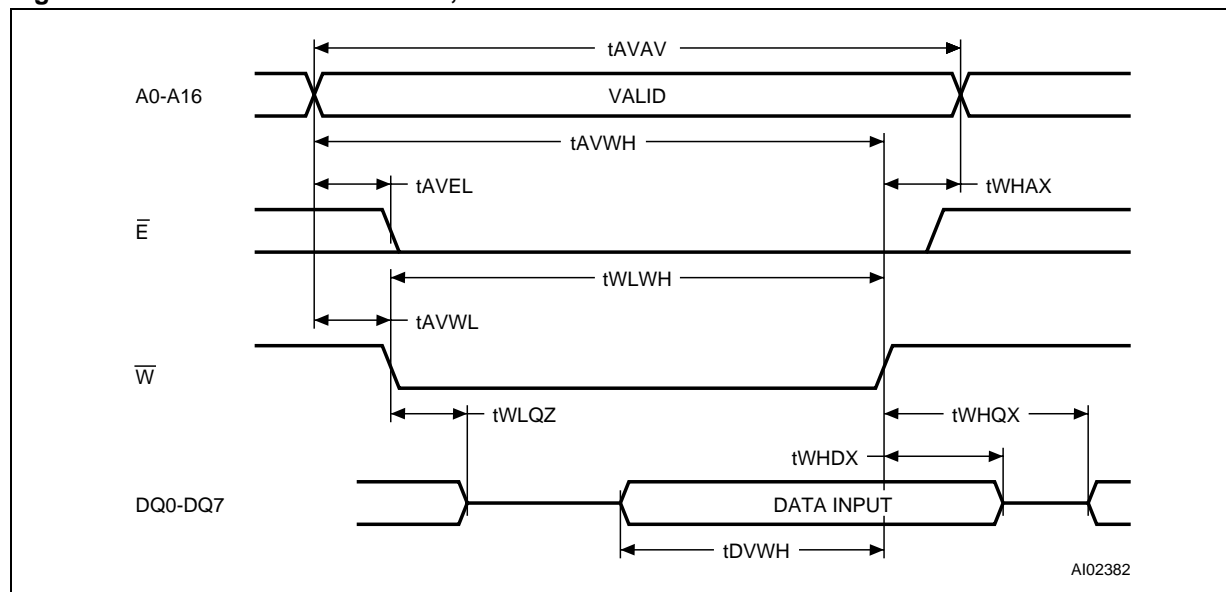 tAVAV
A0-A16
VALID
tAVWH
tAVEL
tWHAX
E̅
tWLWH
tAVWL
W̅
tWLQZ
tWHQX
tWHDX
DQ0-DQ7
DATA INPUT
tDVWH
AI02382